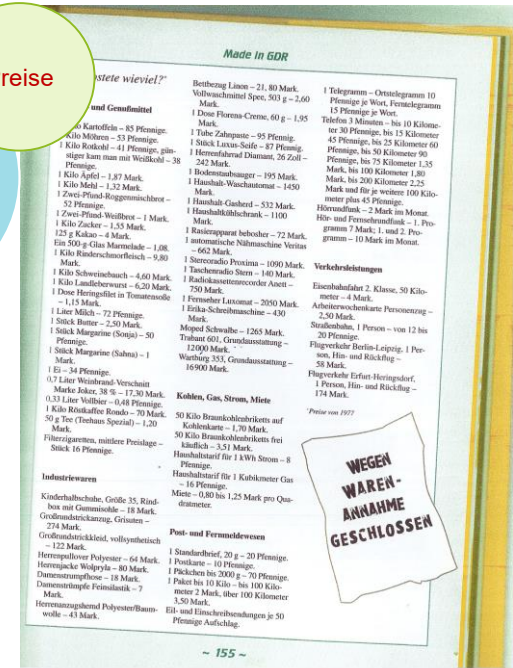 reise
Made in GDR
stete wieviel?*
und Genußmittel
Kilo Kartoffeln – 85 Pfennige.
Kilo Möhren – 53 Pfennige.
1 Kilo Rotkohl – 41 Pfennige, gün-
stiger kam man mit Weißkohl – 38
Pfennige.
1 Kilo Äpfel – 1,87 Mark.
1 Kilo Mehl – 1,32 Mark.
1 Zwei-Pfund-Roggenmischbrot –
52 Pfennige.
1 Zwei-Pfund-Weißbrot – 1 Mark.
1 Kilo Zucker – 1,55 Mark.
125 g Kakao – 4 Mark.
Ein 500-g-Glas Marmelade – 1,08.
1 Kilo Rinderschmorfleisch – 9,80
Mark.
1 Kilo Schweinebauch – 4,60 Mark.
1 Kilo Landleberwurst – 6,20 Mark.
1 Dose Heringsfilet in Tomatensoße
– 1,15 Mark.
1 Liter Milch – 72 Pfennige.
1 Stück Butter – 2,50 Mark.
1 Stück Margarine (Sonja) – 50
Pfennige.
1 Stück Margarine (Sahna) – 1
Mark.
1 Ei – 34 Pfennige.
0,7 Liter Weinbrand-Verschnitt
Marke Joker, 38 % – 17,30 Mark.
0,33 Liter Vollbier – 0,48 Pfennige.
1 Kilo Röstkaffee Rondo – 70 Mark.
50 g Tee (Teehaus Spezial) – 1,20
Mark.
Filterzigaretten, mittlere Preislage –
Stück 16 Pfennige.
Industriewaren
Kinderhalbschuhe, Größe 35, Rind-
box mit Gummisohle – 18 Mark.
Großrundstrickanzug, Grisuten –
274 Mark.
Großrundstrickkleid, vollsynthetisch
– 122 Mark.
Herrenpullover Polyester – 64 Mark.
Herrenjacke Wolpryla – 80 Mark.
Damenstrumpfhose – 18 Mark.
Damenstrümpfe Feinsilastik – 7
Mark.
Herrenanzugshemd Polyester/Baum-
wolle – 43 Mark.
Bettbezug Linon – 21, 80 Mark.
Vollwaschmittel Spee, 503 g – 2,60
Mark.
1 Dose Florena-Creme, 60 g – 1,95
Mark.
1 Tube Zahnpaste – 95 Pfennig.
1 Stück Luxus-Seife – 87 Pfennig.
1 Herrenfahrrad Diamant, 26 Zoll –
242 Mark.
1 Bodenstaubsauger – 195 Mark.
1 Haushalt-Waschautomat – 1450
Mark.
1 Haushalt-Gasherd – 532 Mark.
1 Haushaltkühlschrank – 1100
Mark.
1 Rasierapparat bebosher – 72 Mark.
1 automatische Nähmaschine Veritas
– 662 Mark.
1 Stereoradio Proxima – 1090 Mark.
1 Taschenradio Stern – 140 Mark.
1 Radiokassettenrecorder Anett –
750 Mark.
1 Fernseher Luxomat – 2050 Mark.
1 Erika-Schreibmaschine – 430
Mark.
Moped Schwalbe – 1265 Mark.
Trabant 601, Grundausstattung –
12000 Mark.
Wartburg 353, Grundausstattung –
16900 Mark.
Kohlen, Gas, Strom, Miete
50 Kilo Braunkohlenbriketts auf
Kohlenkarte – 1,70 Mark.
50 Kilo Braunkohlenbriketts frei
käuflich – 3,51 Mark.
Haushaltstarif für 1 kWh Strom – 8
Pfennige.
Haushaltstarif für 1 Kubikmeter Gas
– 16 Pfennige.
Miete – 0,80 bis 1,25 Mark pro Qua-
dratmeter.
Post- und Fernmeldewesen
1 Standardbrief, 20 g – 20 Pfennige.
1 Postkarte – 10 Pfennige.
1 Päckchen bis 2000 g – 70 Pfennige.
1 Paket bis 10 Kilo – bis 100 Kilo-
meter 2 Mark, über 100 Kilometer
3,50 Mark.
Eil- und Einschreibsendungen je 50
Pfennige Aufschlag.
1 Telegramm – Ortstelegramm 10
Pfennige je Wort, Ferntelegramm
15 Pfennige je Wort.
Telefon 3 Minuten – bis 10 Kilome-
ter 30 Pfennige, bis 15 Kilometer
45 Pfennige, bis 25 Kilometer 60
Pfennige, bis 50 Kilometer 90
Pfennige, bis 75 Kilometer 1,35
Mark, bis 100 Kilometer 1,80
Mark, bis 200 Kilometer 2,25
Mark und für je weitere 100 Kilo-
meter plus 45 Pfennige.
Hörrundfunk – 2 Mark im Monat.
Hör- und Fernsehrundfunk – 1. Pro-
gramm 7 Mark; 1. und 2. Pro-
gramm – 10 Mark im Monat.
Verkehrsleistungen
Eisenbahnfahrt 2. Klasse, 50 Kilo-
meter – 4 Mark.
Arbeiterwochenkarte Personenzug –
2,50 Mark.
Straßenbahn, 1 Person – von 12 bis
20 Pfennige.
Flugverkehr Berlin-Leipzig, 1 Per-
son, Hin- und Rückflug –
58 Mark.
Flugverkehr Erfurt-Heringsdorf,
1 Person, Hin- und Rückflug –
174 Mark.
*Preise von 1977
WEGEN
WAREN-
ANNAHME
GESCHLOSSEN
~ 155 ~